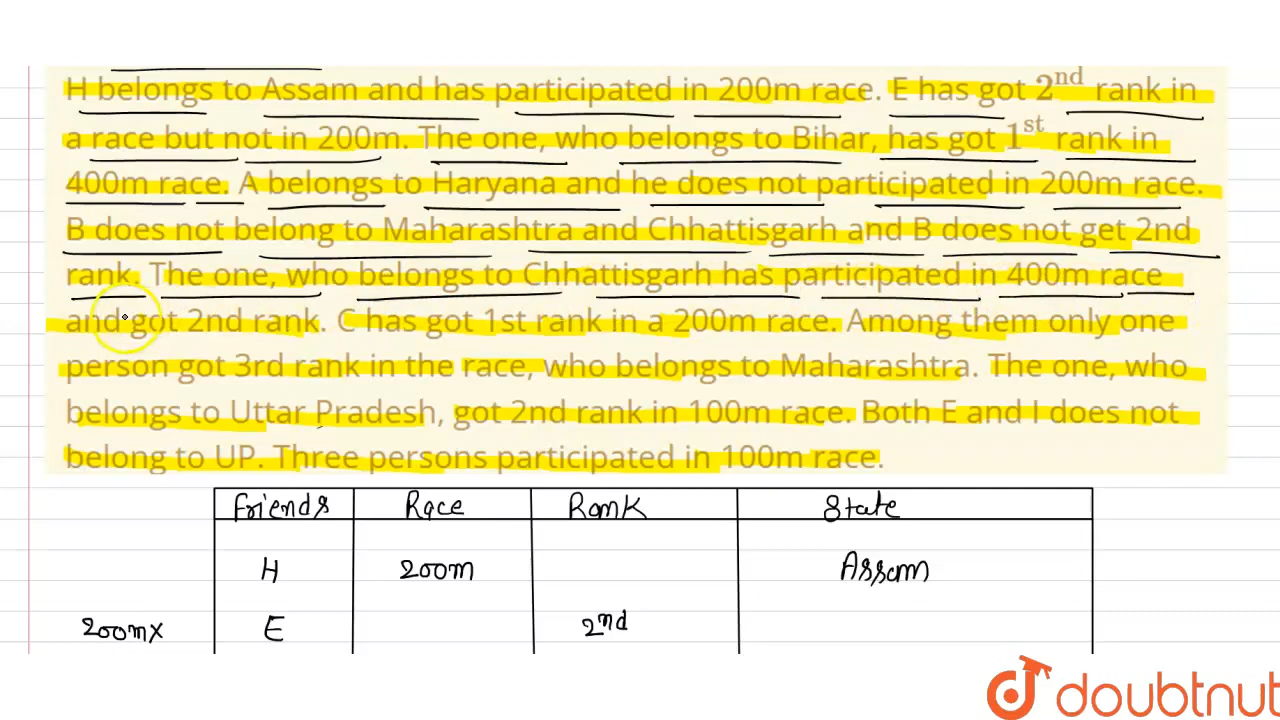 H belongs to Assam and has participated in 200m race. E has got 2nd rank in
a race but not in 200m. The one, who belongs to Bihar, has got 1st rank in
400m race. A belongs to Haryana and he does not participated in 200m race.
B does not belong to Maharashtra and Chhattisgarh and B does not get 2nd
rank. The one, who belongs to Chhattisgarh has participated in 400m race
and got 2nd rank. C has got 1st rank in a 200m race. Among them only one
person got 3rd rank in the race, who belongs to Maharashtra. The one, who
belongs to Uttar Pradesh, got 2nd rank in 100m race. Both E and I does not
belong to UP. Three persons participated in 100m race.
Friends Race Rank State
H 200m Assam
200mx E 2nd
doubtnut